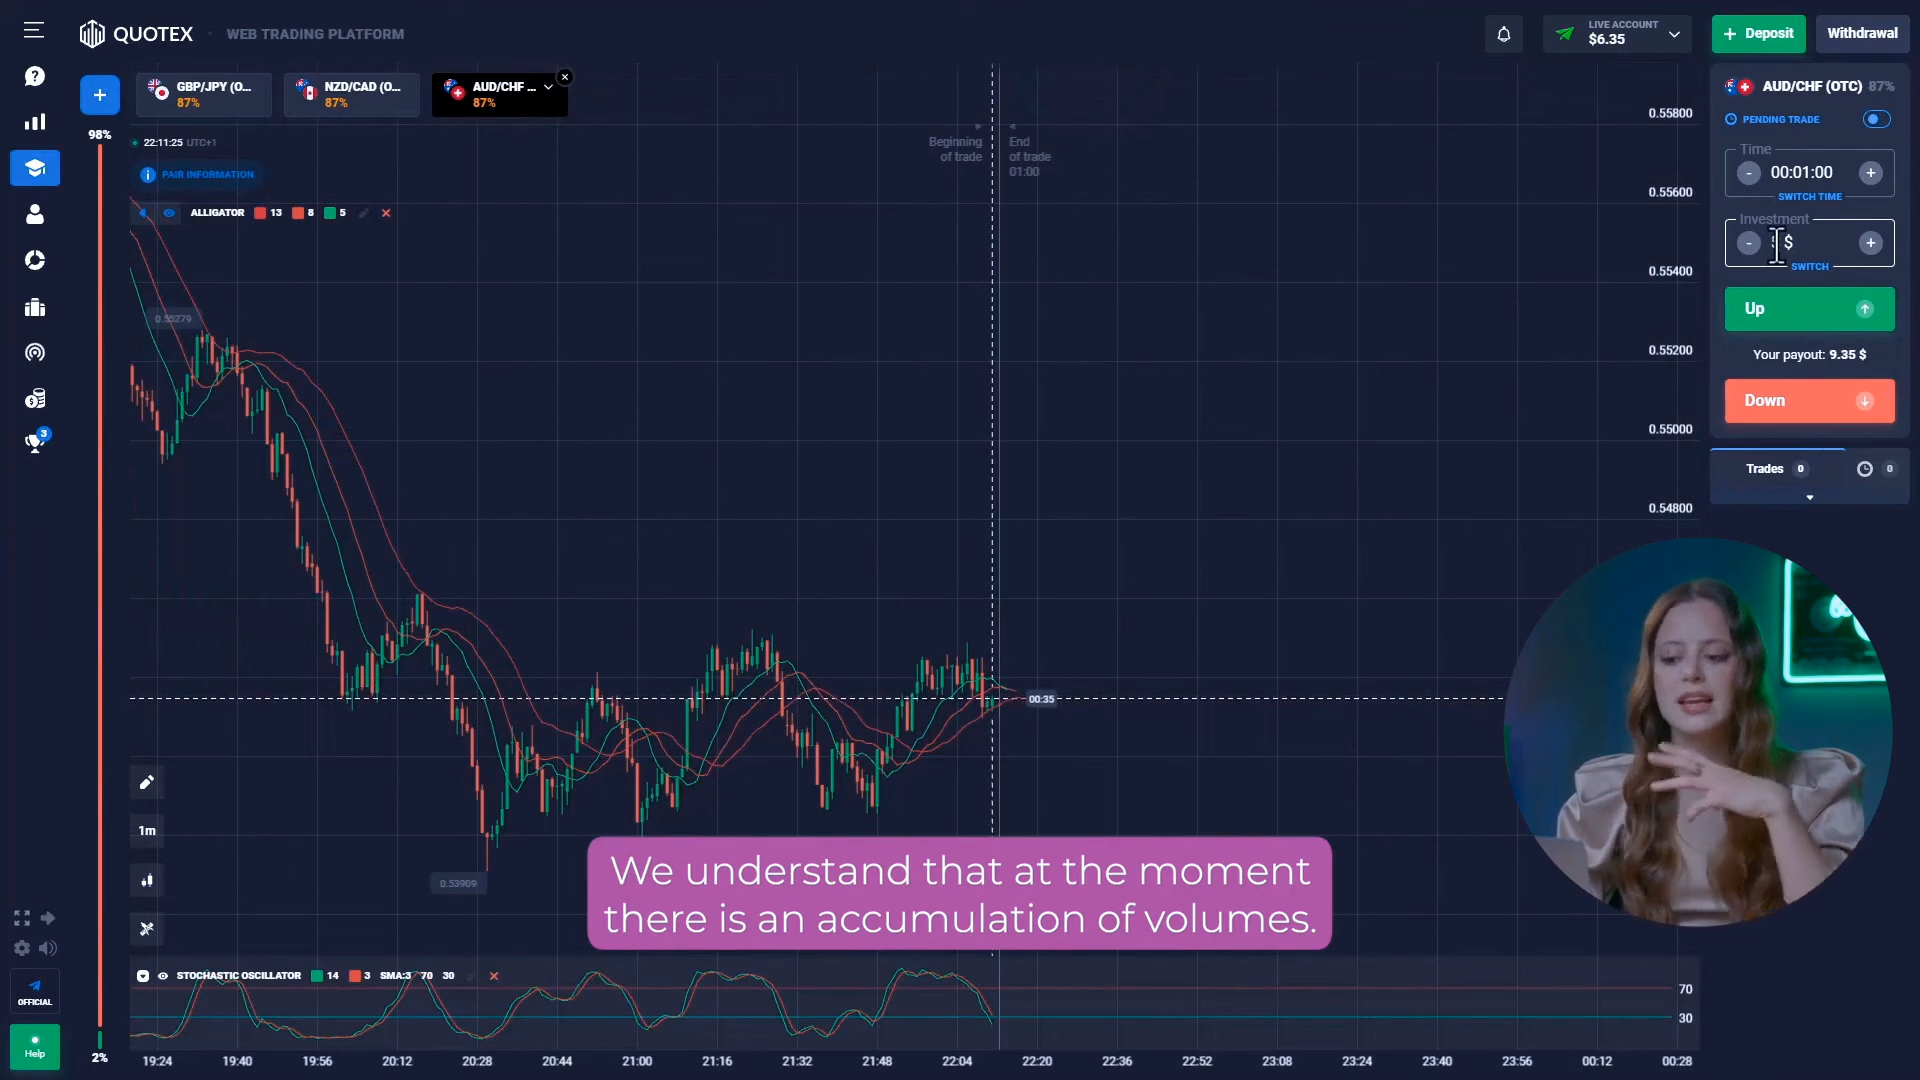 QUOTEX
WEB TRADING PLATFORM
LIVE ACCOUNT
$6.35
Deposit
Withdrawal
GBP/JPY (O...
87%
NZD/CAD (O...
87%
AUD/CHF ...
87%
98%
22:11:25 UTC+1
PAIR INFORMATION
ALLIGATOR 13 8 5
Beginning
of trade
End
of trade
01:00
0.55279
0.53909
00:35
0.55800
0.55600
0.55400
0.55200
0.55000
0.54800
AUD/CHF (OTC) 87%
PENDING TRADE
Time
- 00:01:00 +
SWITCH TIME
Investment
- $ +
SWITCH
Up
Your payout: 9.35 $
Down
Trades 0
0
3
1m
We understand that at the moment
there is an accumulation of volumes.
STOCHASTIC OSCILLATOR 14 3 SMA:3 70 30
70
30
OFFICIAL
Help
2%
19:24 19:40 19:56 20:12 20:28 20:44 21:00 21:16 21:32 21:48 22:04 22:20 22:36 22:52 23:08 23:24 23:40 23:56 00:12 00:28